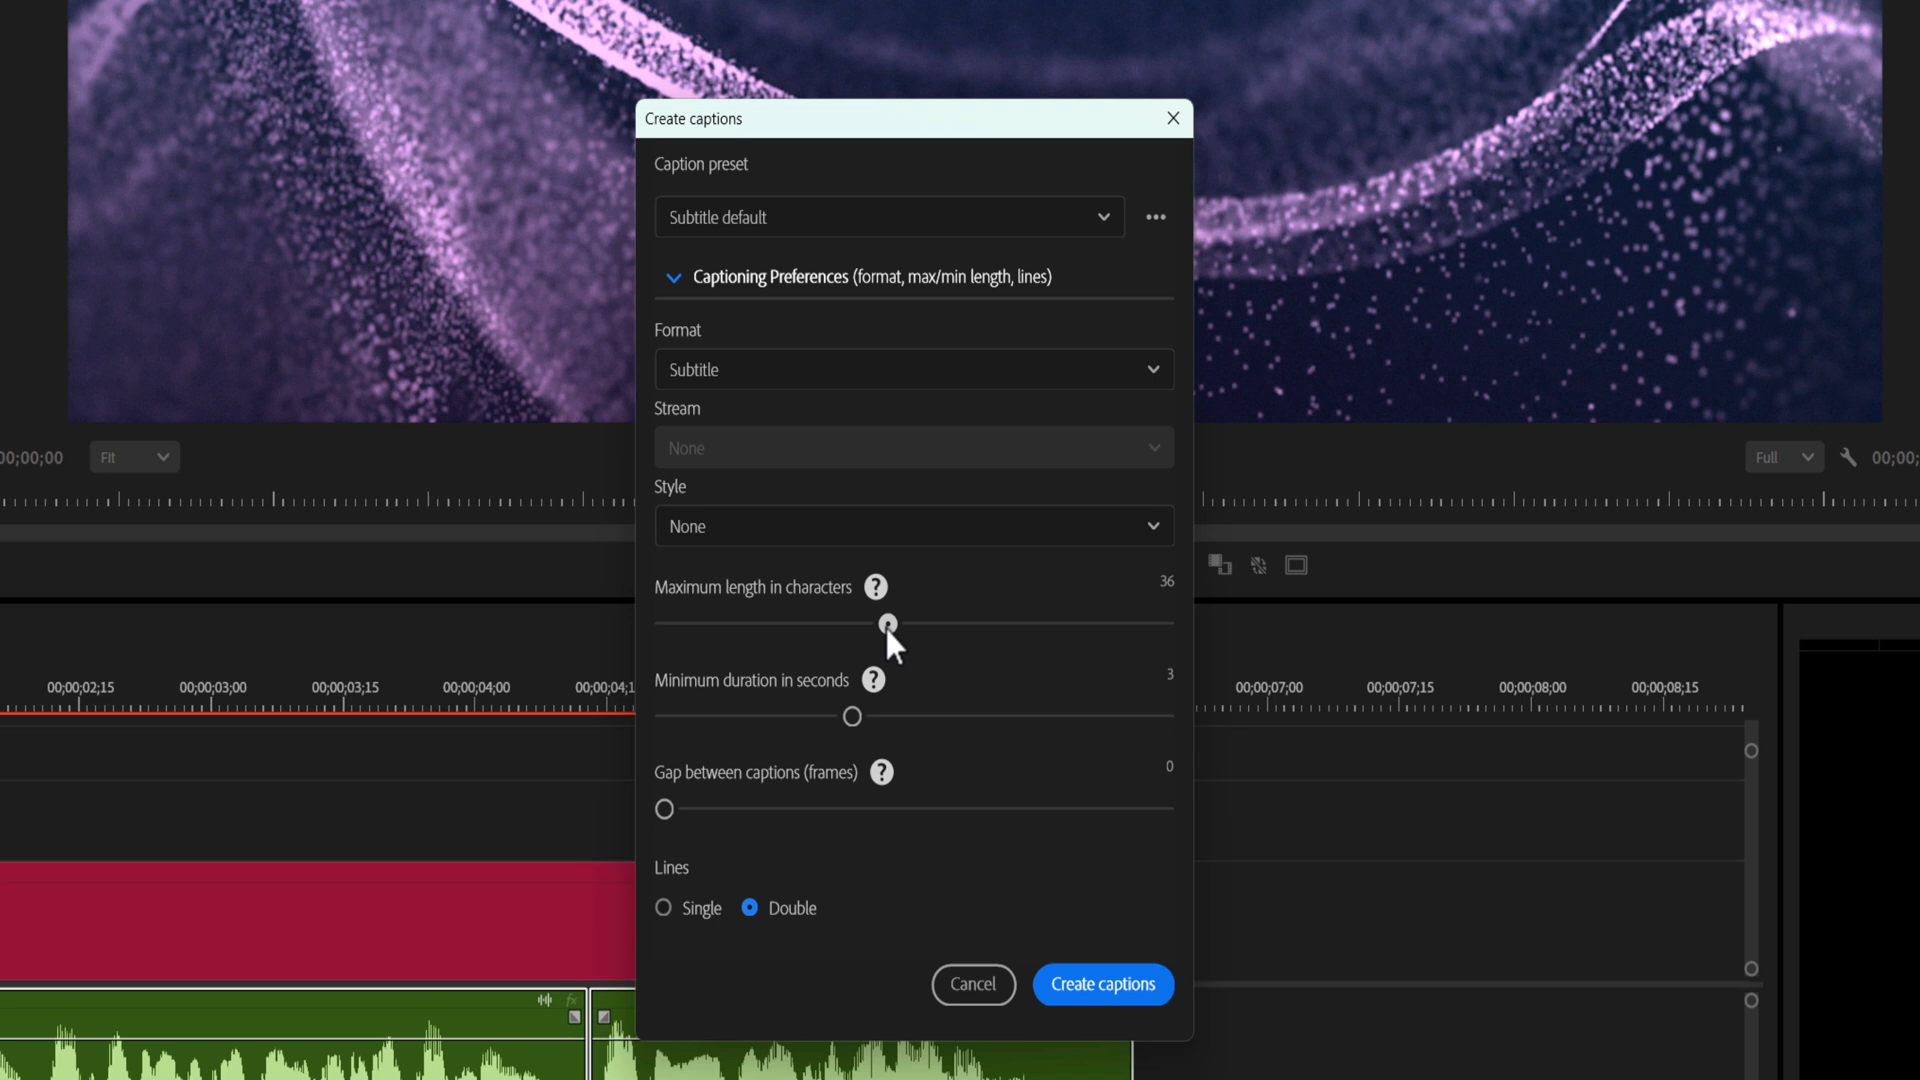 Create captions
Caption preset
Subtitle default
Captioning Preferences (format, max/min length, lines)
Format
Subtitle
Stream
None
Style
None
Maximum length in characters ? 36
Minimum duration in seconds ? 3
Gap between captions (frames) ? 0
Lines
Single Double
Cancel Create captions
00;00;00 Fit
Full 00;00;
00;00;02;15 00;00;03;00 00;00;03;15 00;00;04;00 00;00;04;1
00;00;07;00 00;00;07;15 00;00;08;00 00;00;08;15
fx